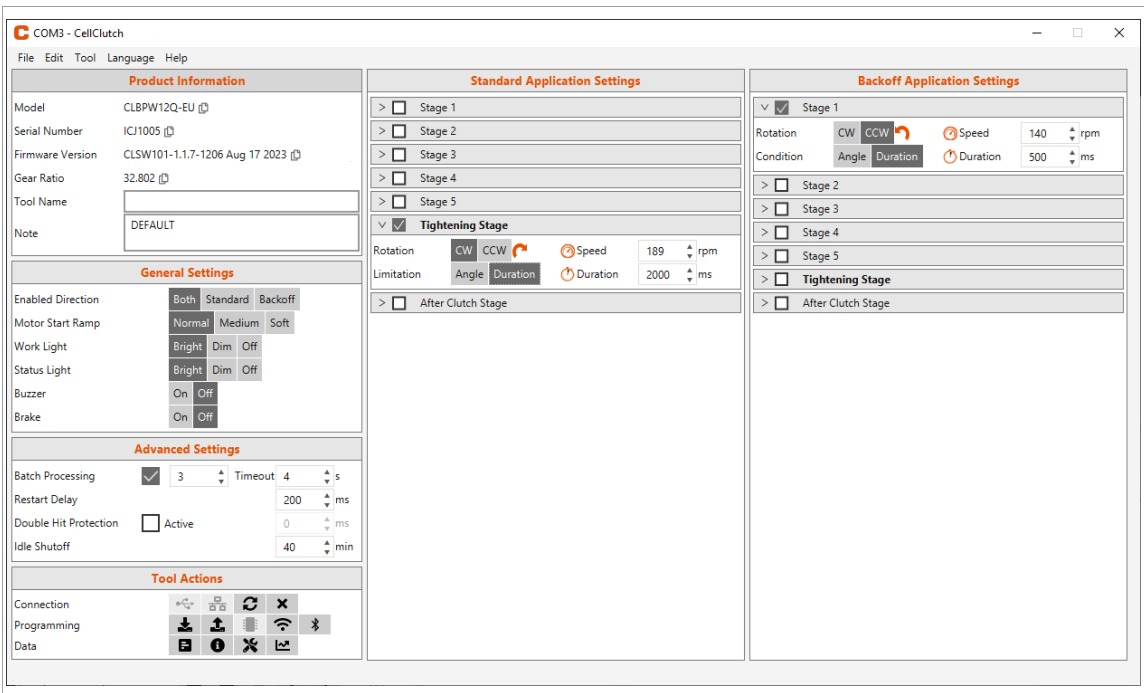 COM3 - CellClutch
File Edit Tool Language Help
Product Information
Model CLBPW12Q-EU
Serial Number ICJ1005
Firmware Version CLSW101-1.1.7-1206 Aug 17 2023
Gear Ratio 32.802
Tool Name
Note DEFAULT
General Settings
Enabled Direction Both Standard Backoff
Motor Start Ramp Normal Medium Soft
Work Light Bright Dim Off
Status Light Bright Dim Off
Buzzer On Off
Brake On Off
Advanced Settings
Batch Processing 3 Timeout 4 s
Restart Delay 200 ms
Double Hit Protection Active 0 ms
Idle Shutoff 40 min
Tool Actions
Connection
Programming
Data
Standard Application Settings
Stage 1
Stage 2
Stage 3
Stage 4
Stage 5
Tightening Stage
Rotation CW CCW Speed 189 rpm
Limitation Angle Duration Duration 2000 ms
After Clutch Stage
Backoff Application Settings
Stage 1
Rotation CW CCW Speed 140 rpm
Condition Angle Duration Duration 500 ms
Stage 2
Stage 3
Stage 4
Stage 5
Tightening Stage
After Clutch Stage